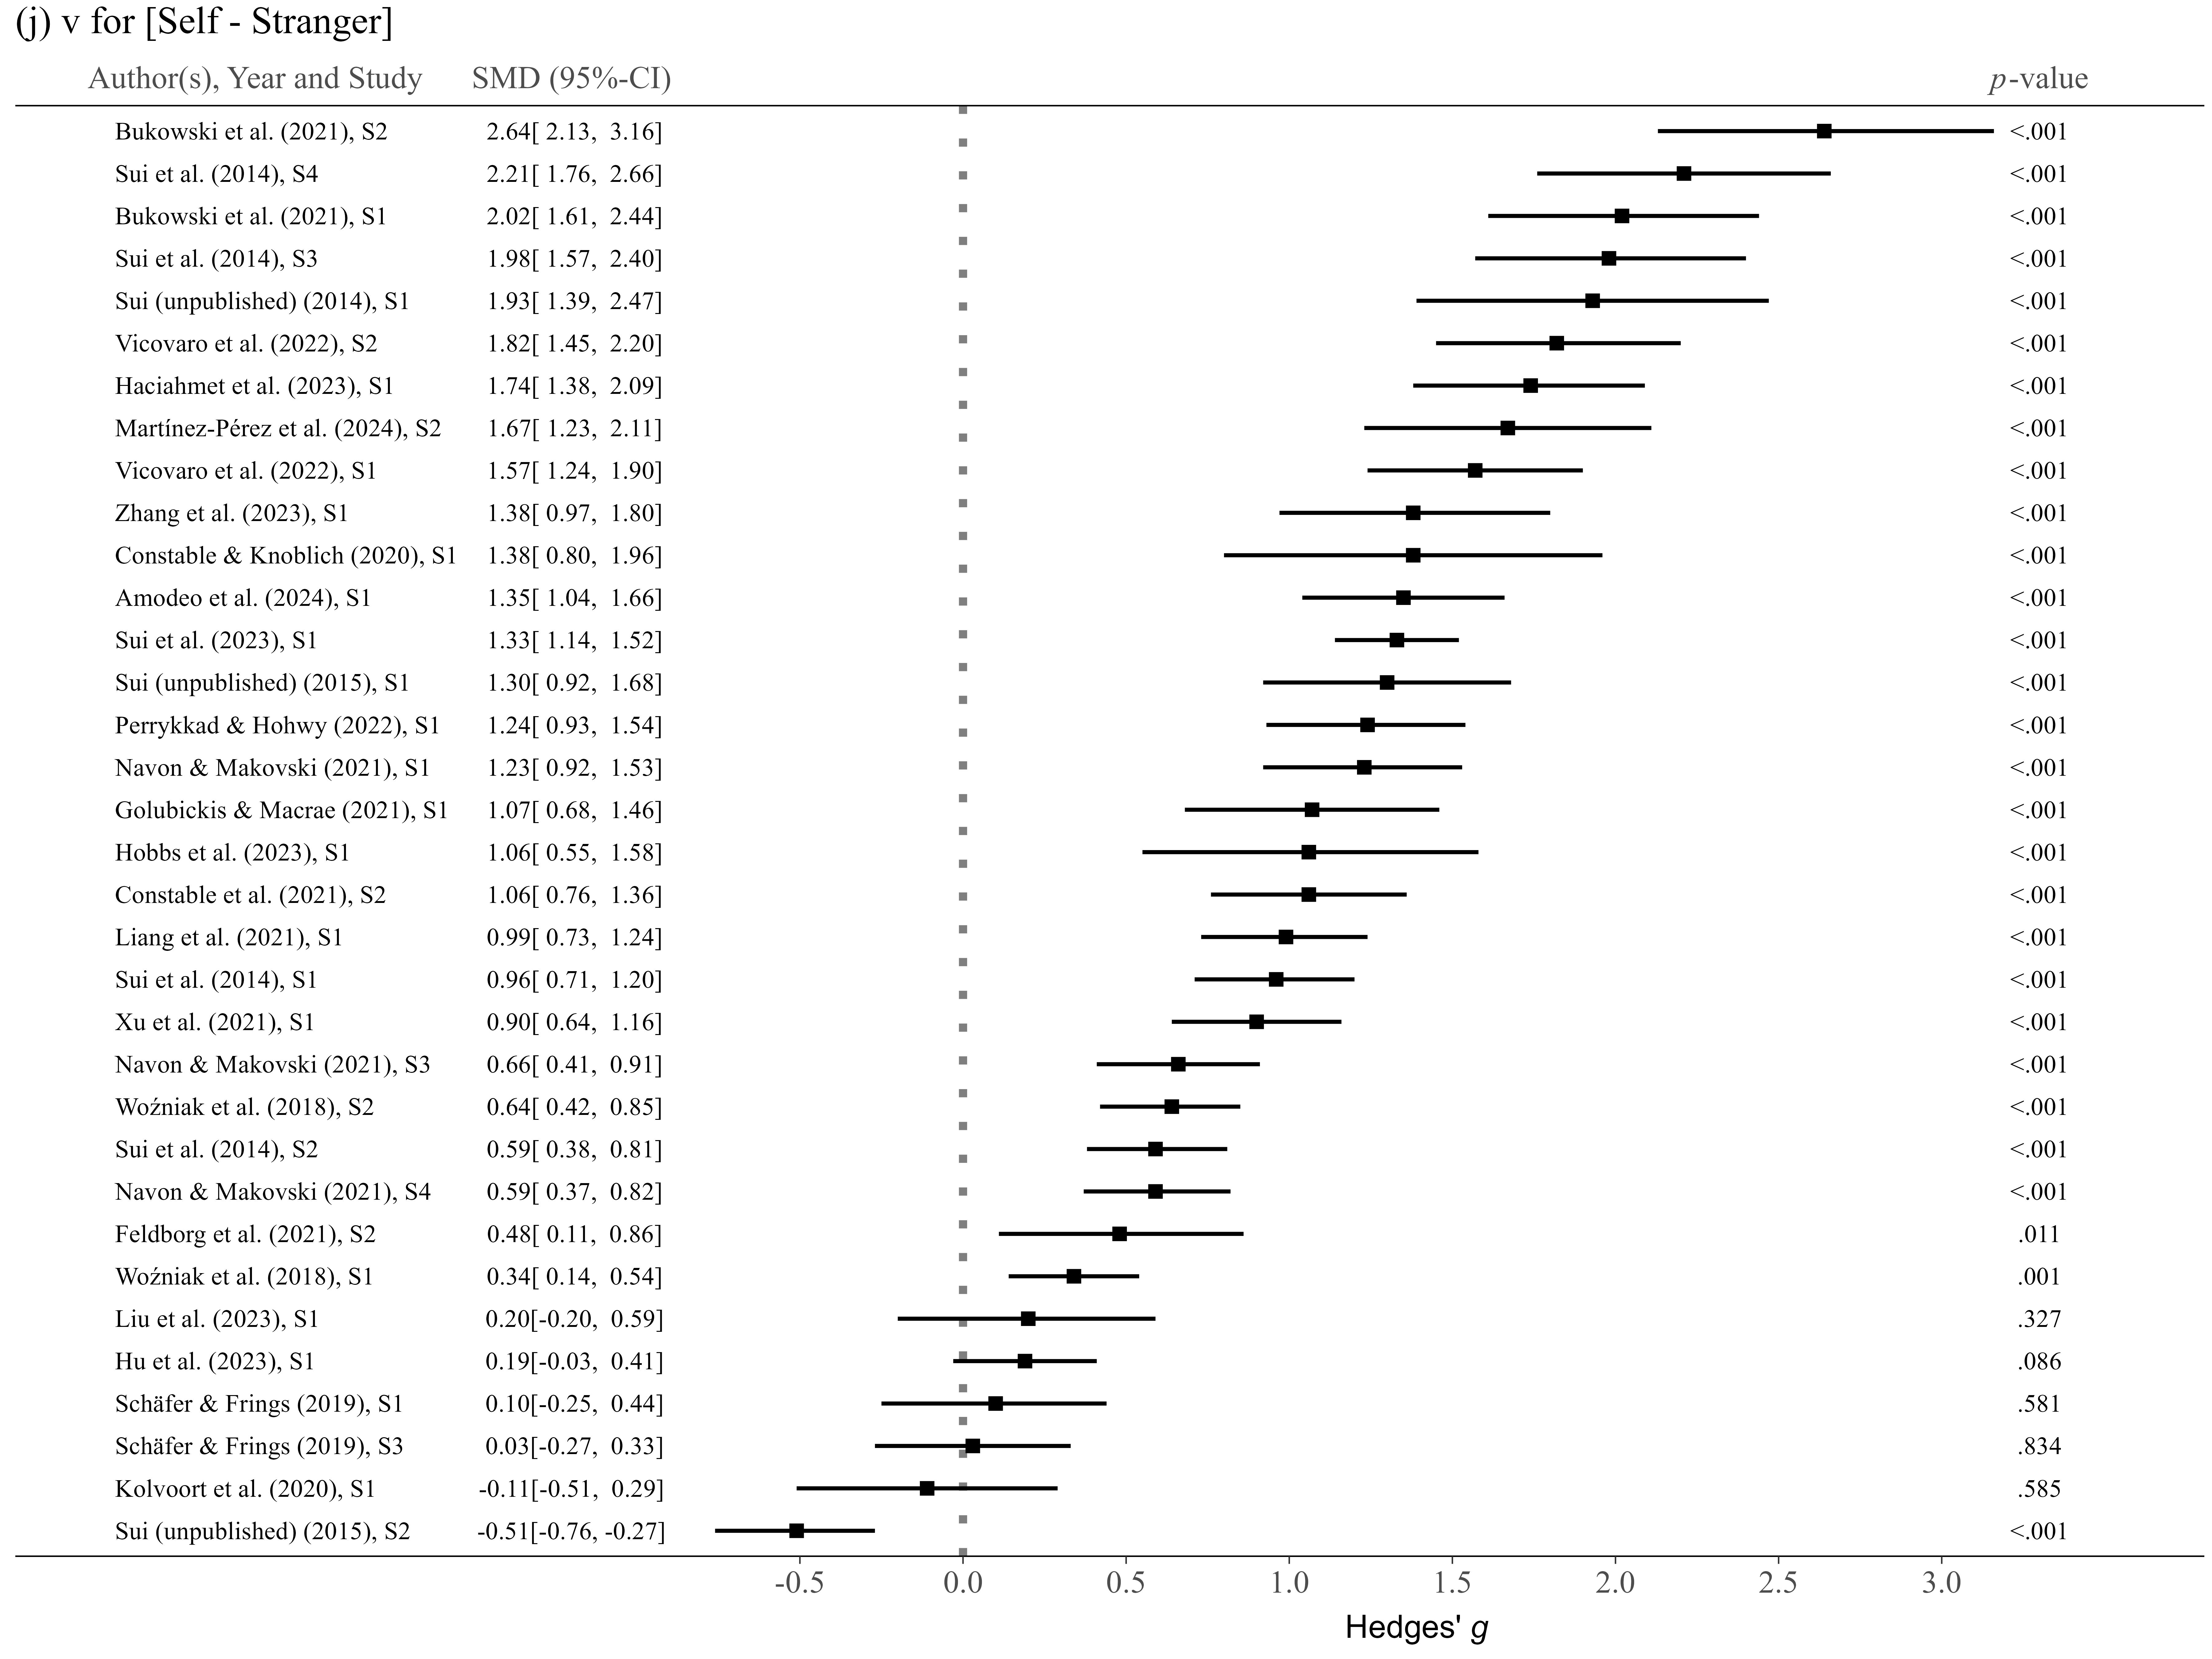 (j) v for [Self - Stranger]
Author(s), Year and Study SMD (95%-CI) p-value
Bukowski et al. (2021), S2 2.64[ 2.13, 3.16] <.001
Sui et al. (2014), S4 2.21[ 1.76, 2.66] <.001
Bukowski et al. (2021), S1 2.02[ 1.61, 2.44] <.001
Sui et al. (2014), S3 1.98[ 1.57, 2.40] <.001
Sui (unpublished) (2014), S1 1.93[ 1.39, 2.47] <.001
Vicovaro et al. (2022), S2 1.82[ 1.45, 2.20] <.001
Haciahmet et al. (2023), S1 1.74[ 1.38, 2.09] <.001
Martínez-Pérez et al. (2024), S2 1.67[ 1.23, 2.11] <.001
Vicovaro et al. (2022), S1 1.57[ 1.24, 1.90] <.001
Zhang et al. (2023), S1 1.38[ 0.97, 1.80] <.001
Constable & Knoblich (2020), S1 1.38[ 0.80, 1.96] <.001
Amodeo et al. (2024), S1 1.35[ 1.04, 1.66] <.001
Sui et al. (2023), S1 1.33[ 1.14, 1.52] <.001
Sui (unpublished) (2015), S1 1.30[ 0.92, 1.68] <.001
Perrykkad & Hohwy (2022), S1 1.24[ 0.93, 1.54] <.001
Navon & Makovski (2021), S1 1.23[ 0.92, 1.53] <.001
Golubickis & Macrae (2021), S1 1.07[ 0.68, 1.46] <.001
Hobbs et al. (2023), S1 1.06[ 0.55, 1.58] <.001
Constable et al. (2021), S2 1.06[ 0.76, 1.36] <.001
Liang et al. (2021), S1 0.99[ 0.73, 1.24] <.001
Sui et al. (2014), S1 0.96[ 0.71, 1.20] <.001
Xu et al. (2021), S1 0.90[ 0.64, 1.16] <.001
Navon & Makovski (2021), S3 0.66[ 0.41, 0.91] <.001
Woźniak et al. (2018), S2 0.64[ 0.42, 0.85] <.001
Sui et al. (2014), S2 0.59[ 0.38, 0.81] <.001
Navon & Makovski (2021), S4 0.59[ 0.37, 0.82] <.001
Feldborg et al. (2021), S2 0.48[ 0.11, 0.86] .011
Woźniak et al. (2018), S1 0.34[ 0.14, 0.54] .001
Liu et al. (2023), S1 0.20[-0.20, 0.59] .327
Hu et al. (2023), S1 0.19[-0.03, 0.41] .086
Schäfer & Frings (2019), S1 0.10[-0.25, 0.44] .581
Schäfer & Frings (2019), S3 0.03[-0.27, 0.33] .834
Kolvoort et al. (2020), S1 -0.11[-0.51, 0.29] .585
Sui (unpublished) (2015), S2 -0.51[-0.76, -0.27] <.001
-0.5 0.0 0.5 1.0 1.5 2.0 2.5 3.0
Hedges' g